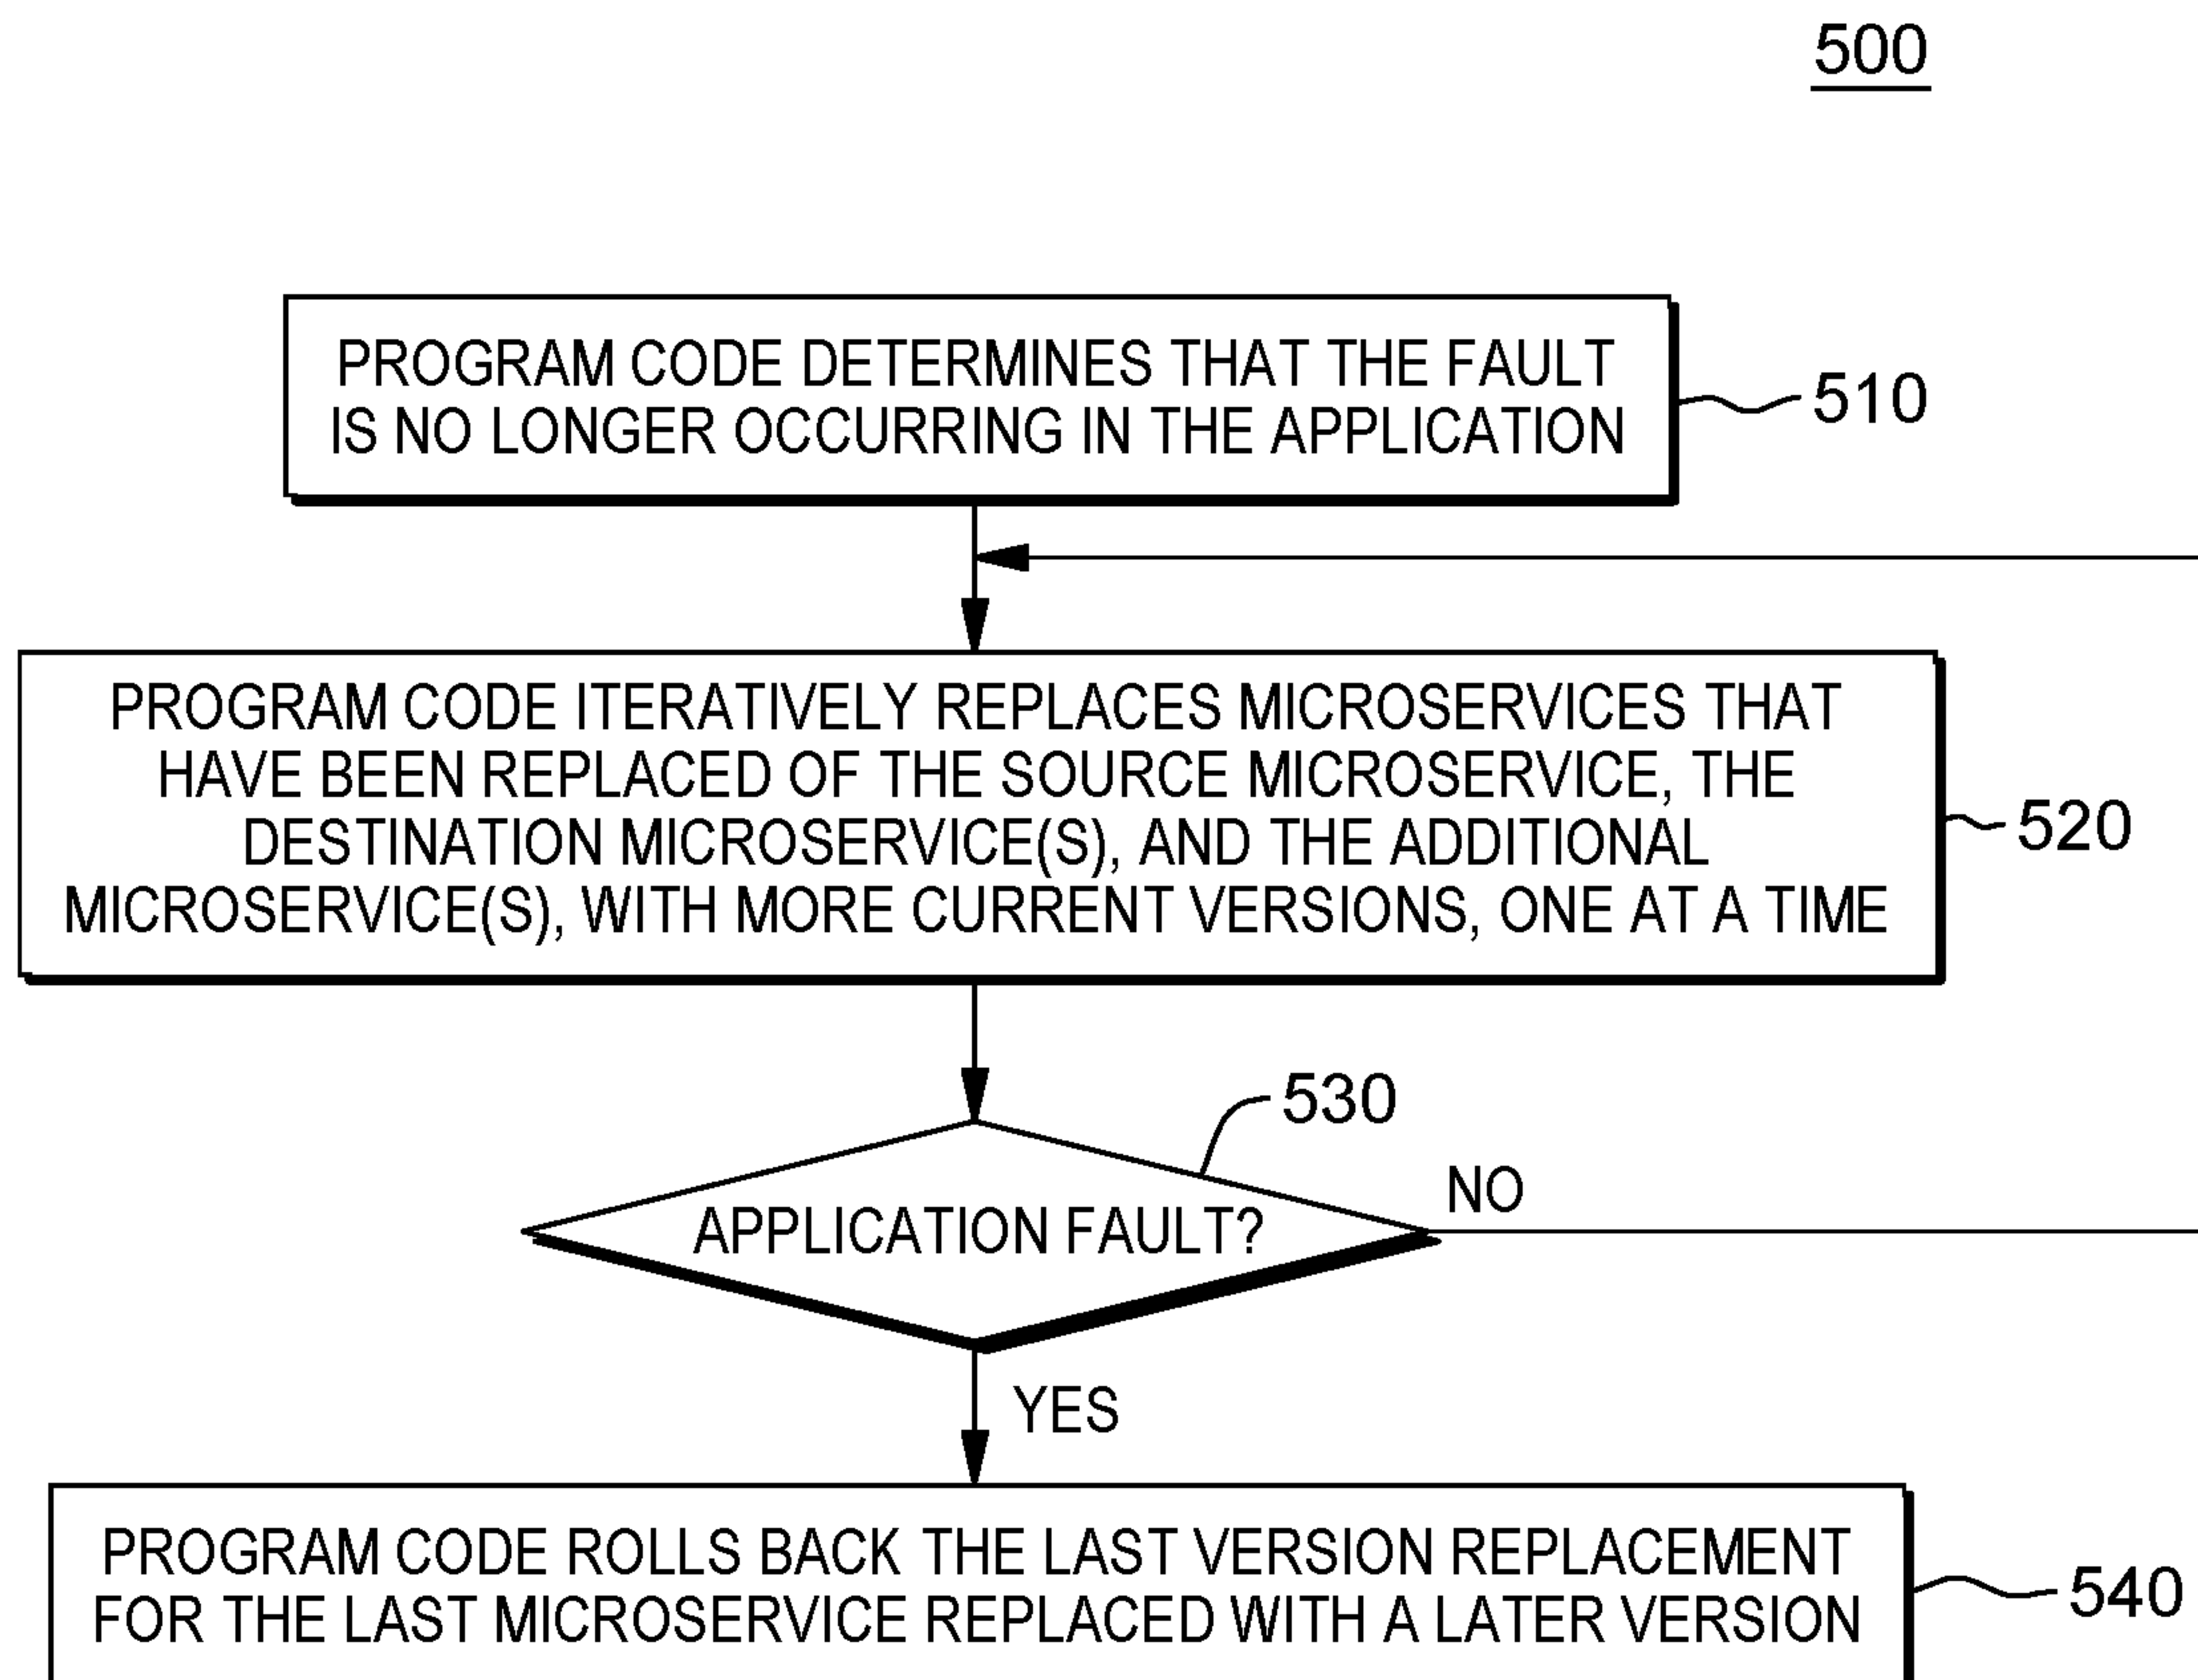 500
PROGRAM CODE DETERMINES THAT THE FAULT
IS NO LONGER OCCURRING IN THE APPLICATION
510
PROGRAM CODE ITERATIVELY REPLACES MICROSERVICES THAT
HAVE BEEN REPLACED OF THE SOURCE MICROSERVICE, THE
DESTINATION MICROSERVICE(S), AND THE ADDITIONAL
MICROSERVICE(S), WITH MORE CURRENT VERSIONS, ONE AT A TIME
520
530
APPLICATION FAULT?
NO
YES
PROGRAM CODE ROLLS BACK THE LAST VERSION REPLACEMENT
FOR THE LAST MICROSERVICE REPLACED WITH A LATER VERSION
540